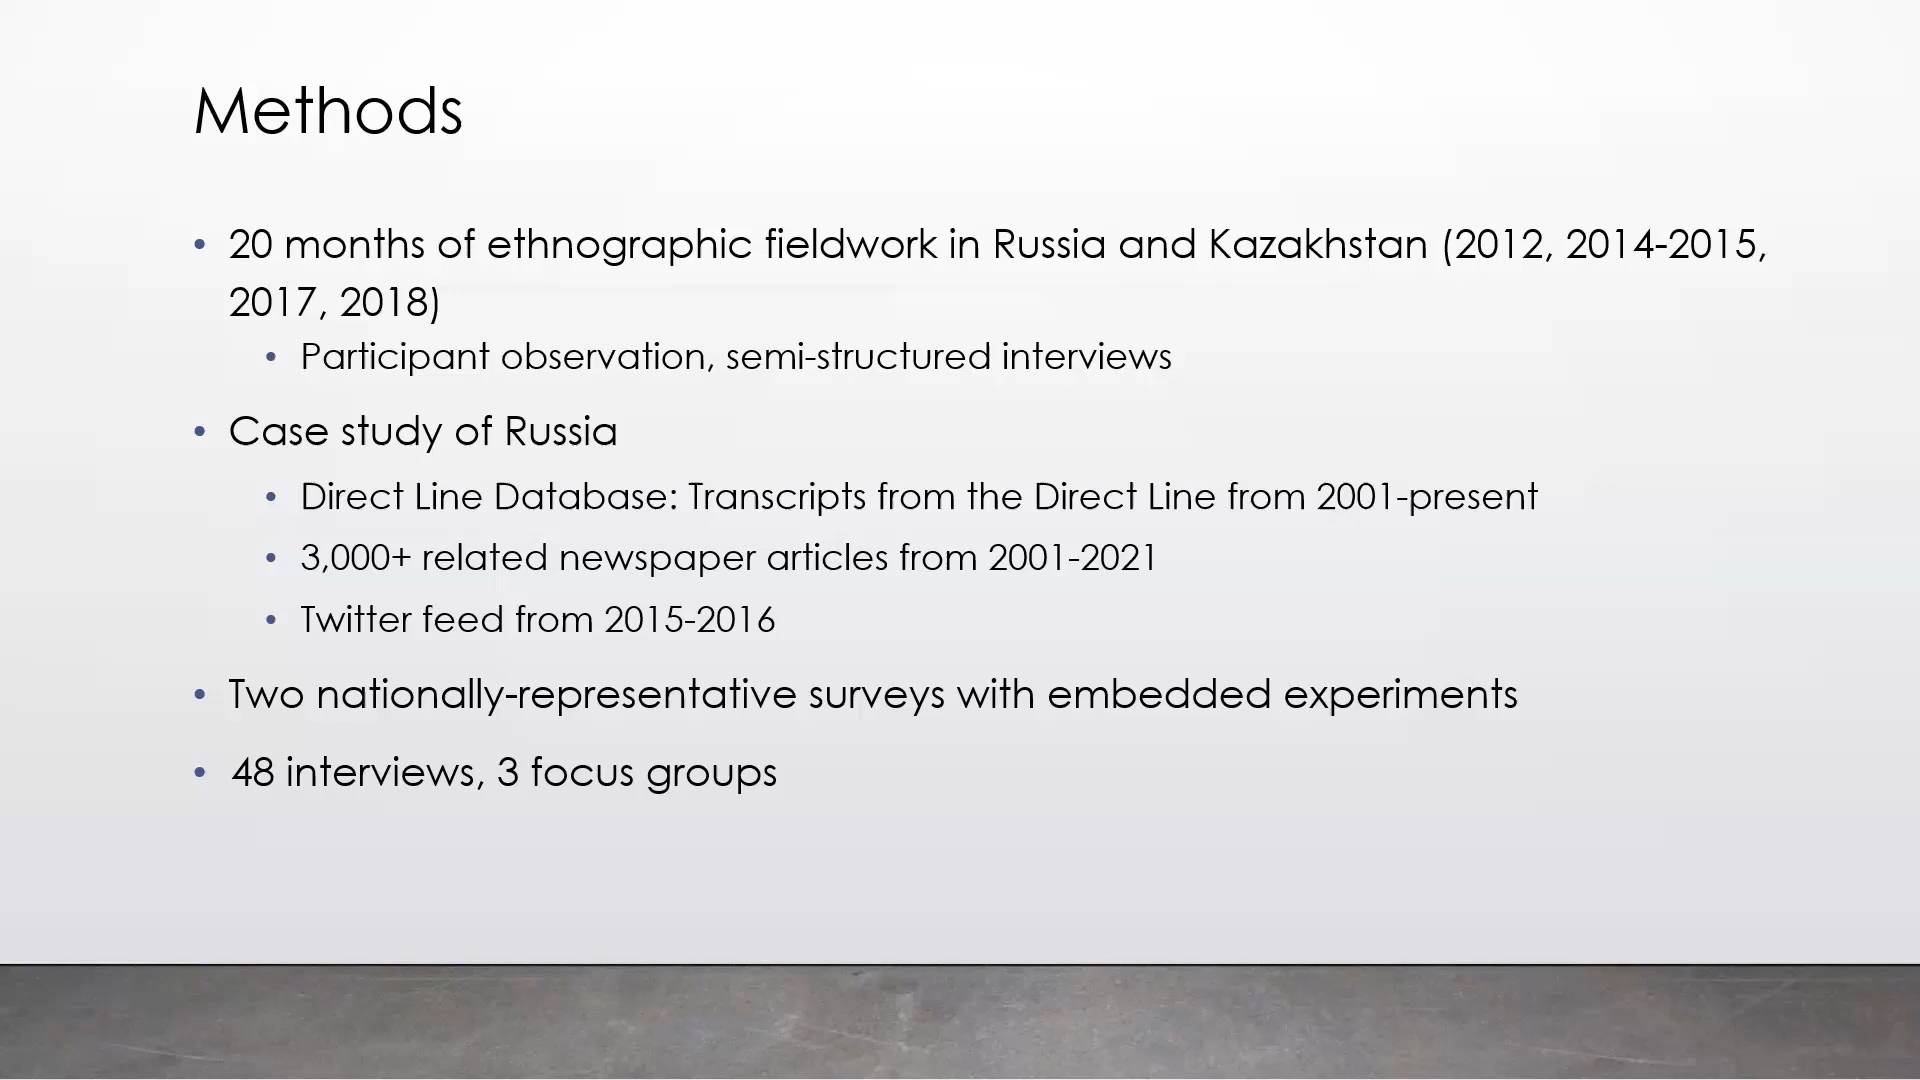 Methods
• 20 months of ethnographic fieldwork in Russia and Kazakhstan (2012, 2014-2015,
2017, 2018)
• Participant observation, semi-structured interviews
• Case study of Russia
• Direct Line Database: Transcripts from the Direct Line from 2001-present
• 3,000+ related newspaper articles from 2001-2021
• Twitter feed from 2015-2016
• Two nationally-representative surveys with embedded experiments
• 48 interviews, 3 focus groups